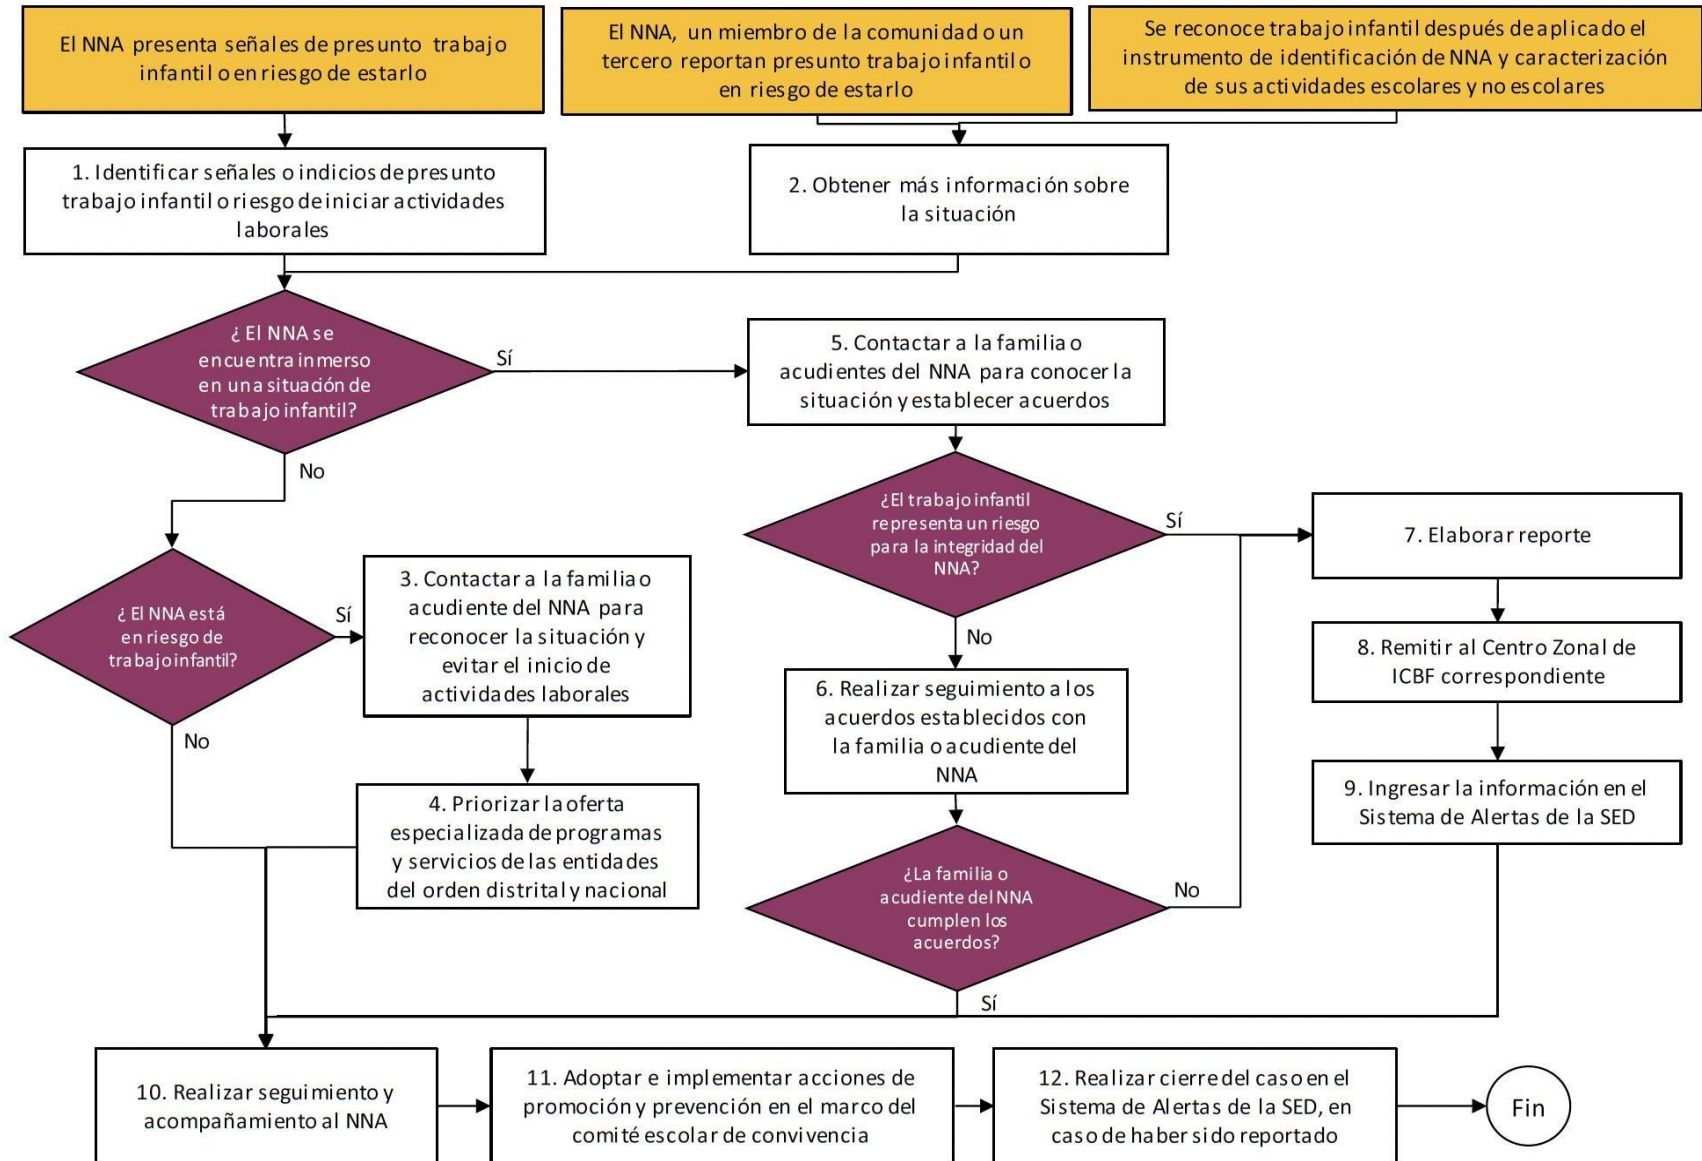 El NNA presenta señales de presunto trabajo
infantil o en riesgo de estarlo
El NNA, un miembro de la comunidad o un
tercero reportan presunto trabajo infantil o
en riesgo de estarlo
Se reconoce trabajo infantil después de aplicado el
instrumento de identificación de NNA y caracterización
de sus actividades escolares y no escolares
1. Identificar señales o indicios de presunto
trabajo infantil o riesgo de iniciar actividades
laborales
2. Obtener más información sobre
la situación
¿ El NNA se
encuentra inmerso
en una situación de
trabajo infantil?
Sí
No
5. Contactar a la familia o
acudientes del NNA para conocer la
situación y establecer acuerdos
¿El trabajo infantil
representa un riesgo
para la integridad del
NNA?
Sí
No
7. Elaborar reporte
¿ El NNA está
en riesgo de
trabajo infantil?
Sí
No
3. Contactar a la familia o
acudiente del NNA para
reconocer la situación y
evitar el inicio de
actividades laborales
8. Remitir al Centro Zonal de
ICBF correspondiente
6. Realizar seguimiento a los
acuerdos establecidos con
la familia o acudiente del
NNA
4. Priorizar la oferta
especializada de programas
y servicios de las entidades
del orden distrital y nacional
9. Ingresar la información en el
Sistema de Alertas de la SED
¿La familia o
acudiente del NNA
cumplen los
acuerdos?
No
Sí
10. Realizar seguimiento y
acompañamiento al NNA
11. Adoptar e implementar acciones de
promoción y prevención en el marco del
comité escolar de convivencia
12. Realizar cierre del caso en el
Sistema de Alertas de la SED, en
caso de haber sido reportado
Fin